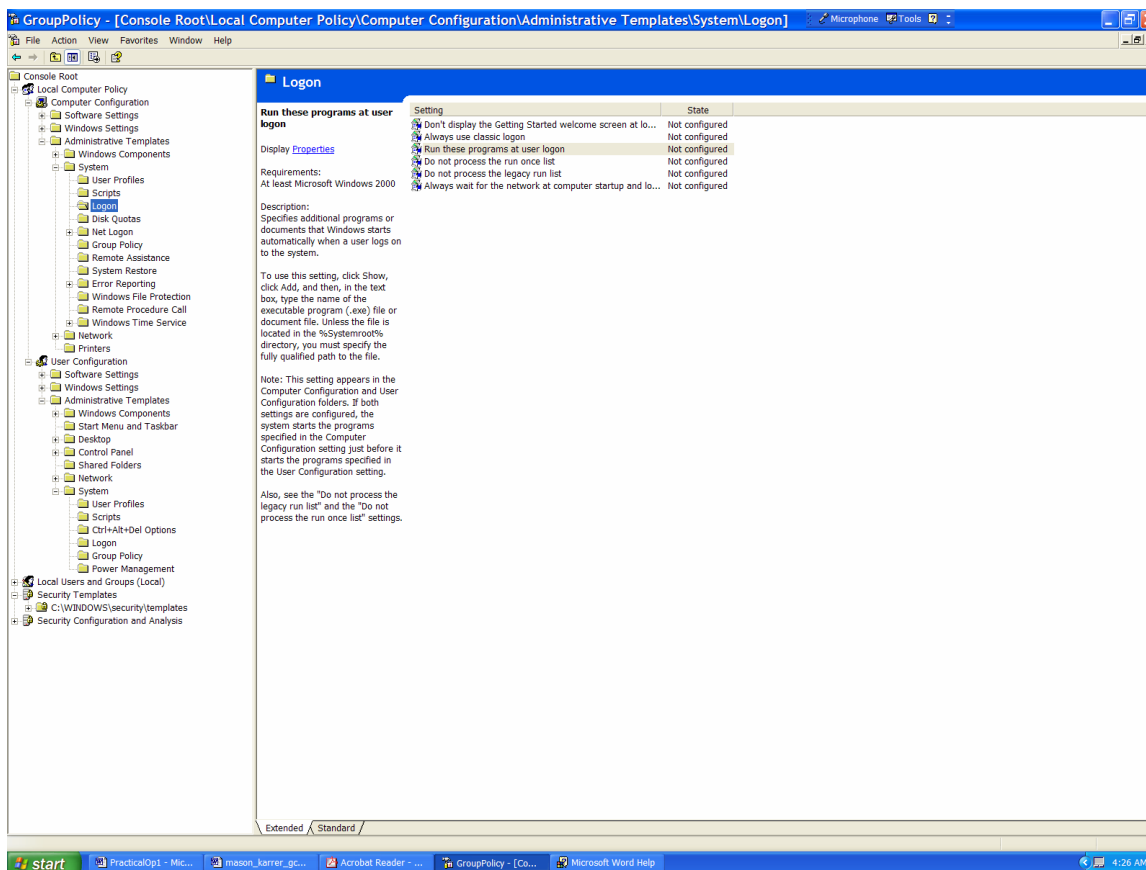 GroupPolicy - [Console Root\Local Computer Policy\Computer Configuration\Administrative Templates\System\Logon]
Microphone Tools
File Action View Favorites Window Help
Console Root
Local Computer Policy
Computer Configuration
Software Settings
Windows Settings
Administrative Templates
Windows Components
System
User Profiles
Scripts
Logon
Disk Quotas
Net Logon
Group Policy
Remote Assistance
System Restore
Error Reporting
Windows File Protection
Remote Procedure Call
Windows Time Service
Network
Printers
User Configuration
Software Settings
Windows Settings
Administrative Templates
Windows Components
Start Menu and Taskbar
Desktop
Control Panel
Shared Folders
Network
System
User Profiles
Scripts
Ctrl+Alt+Del Options
Logon
Group Policy
Power Management
Local Users and Groups (Local)
Security Templates
C:\WINDOWS\security\templates
Security Configuration and Analysis
Logon
Run these programs at user
logon
Display Properties
Requirements:
At least Microsoft Windows 2000
Description:
Specifies additional programs or
documents that Windows starts
automatically when a user logs on
to the system.
To use this setting, click Show,
click Add, and then, in the text
box, type the name of the
executable program (.exe) file or
document file. Unless the file is
located in the %Systemroot%
directory, you must specify the
fully qualified path to the file.
Note: This setting appears in the
Computer Configuration and User
Configuration folders. If both
settings are configured, the
system starts the programs
specified in the Computer
Configuration setting just before it
starts the programs specified in
the User Configuration setting.
Also, see the "Do not process the
legacy run list" and the "Do not
process the run once list" settings.
Setting State
Don't display the Getting Started welcome screen at lo... Not configured
Always use classic logon Not configured
Run these programs at user logon Not configured
Do not process the run once list Not configured
Do not process the legacy run list Not configured
Always wait for the network at computer startup and lo... Not configured
Extended Standard
start PracticalOp1 - Mic... mason_karrer_gc... Acrobat Reader - ... GroupPolicy - [Co... Microsoft Word Help 4:26 AM